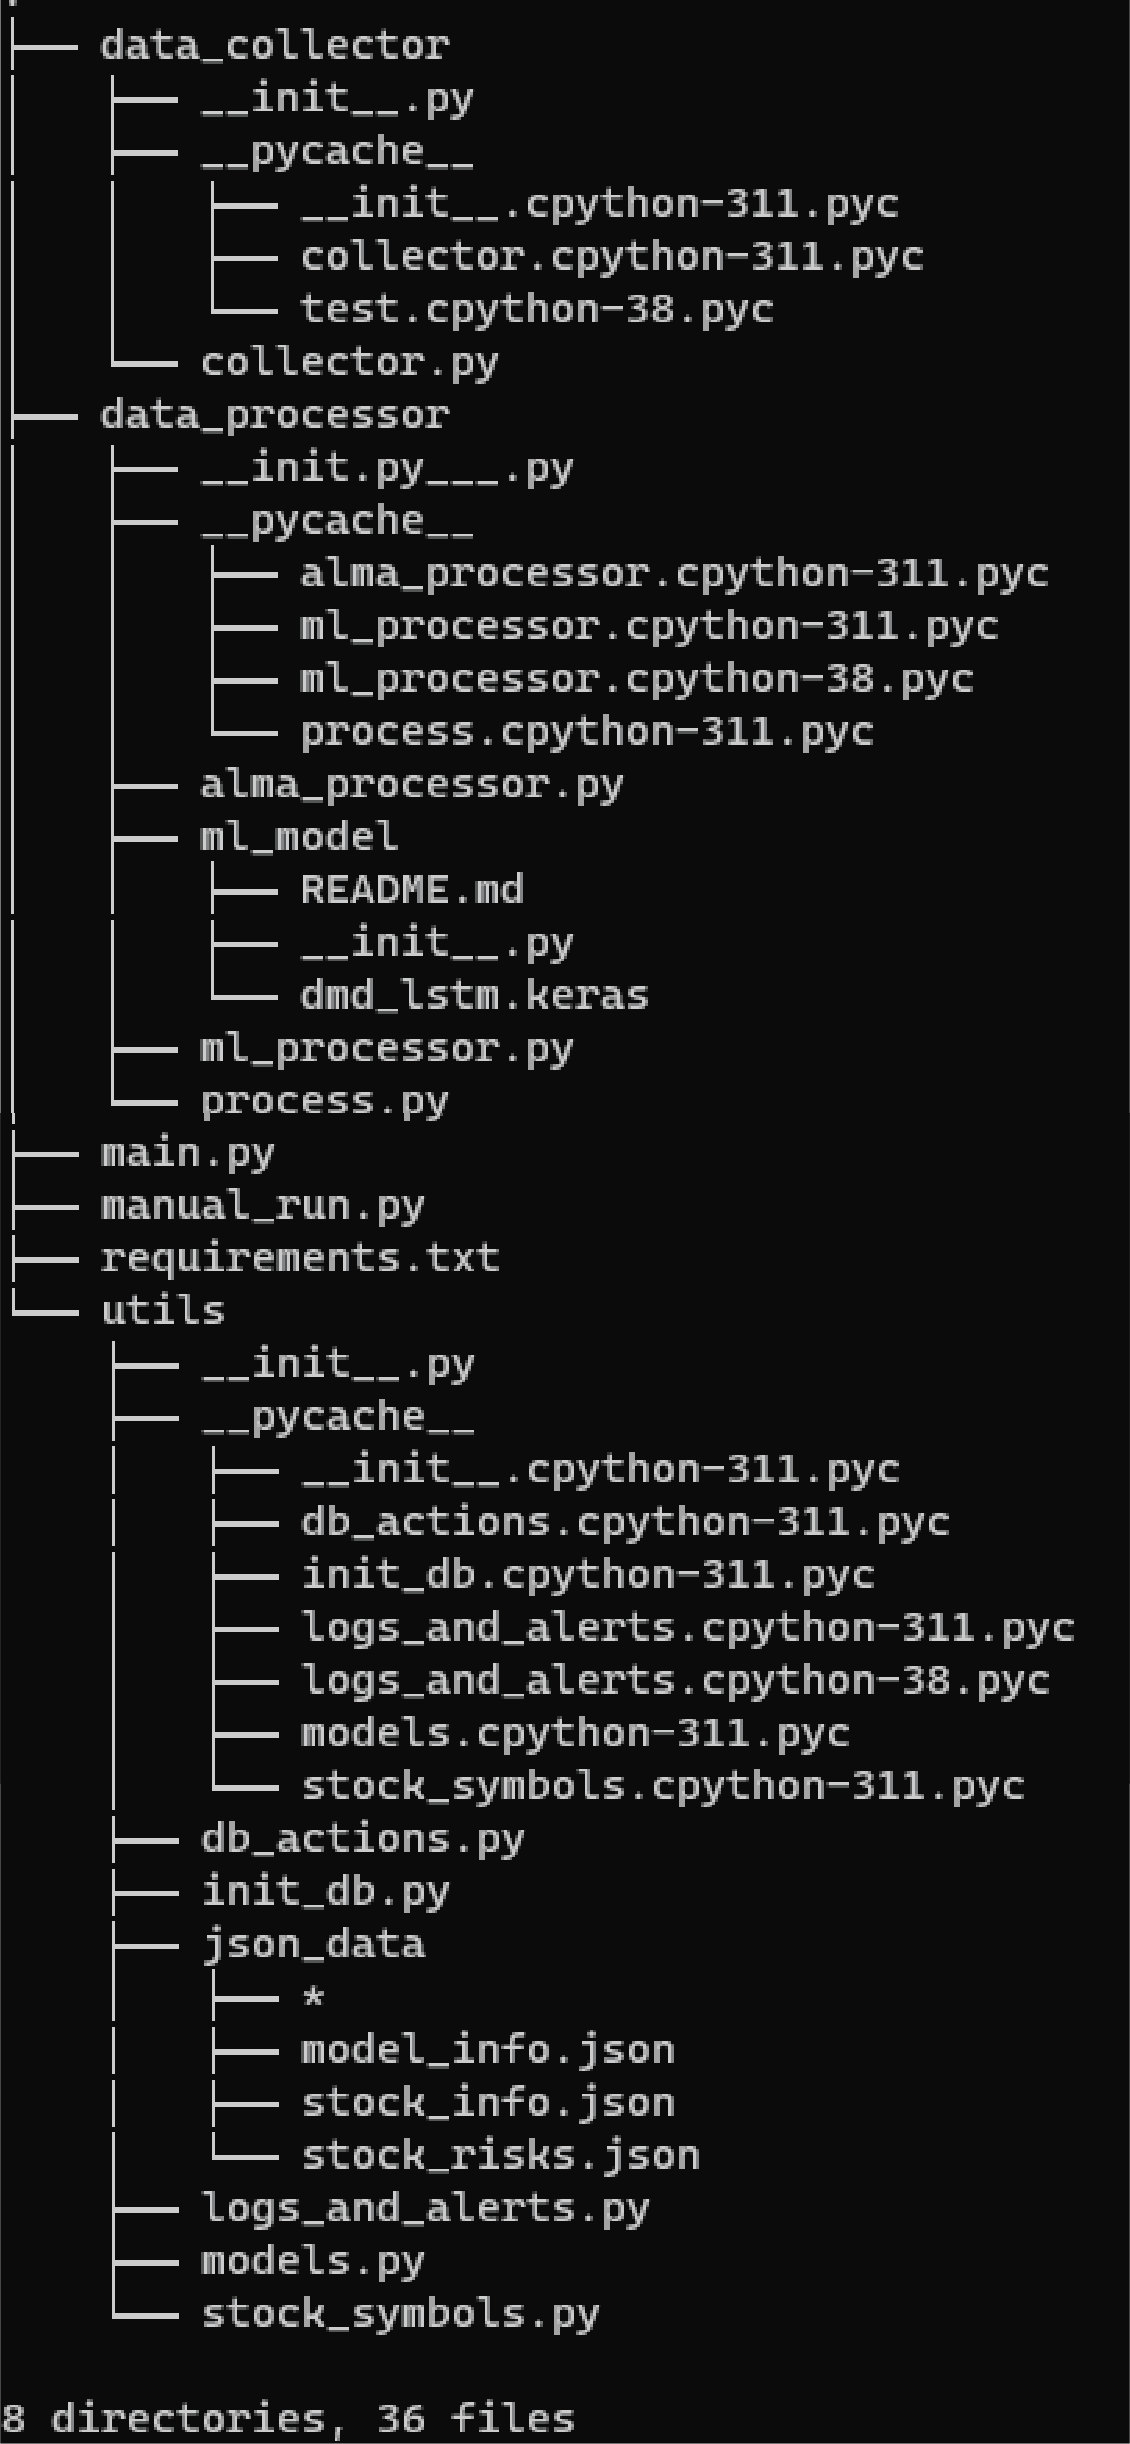 ├── data_collector
│   ├── __init__.py
│   ├── __pycache__
│   │   ├── __init__.cpython-311.pyc
│   │   ├── collector.cpython-311.pyc
│   │   └── test.cpython-38.pyc
│   └── collector.py
├── data_processor
│   ├── __init.py___.py
│   ├── __pycache__
│   │   ├── alma_processor.cpython-311.pyc
│   │   ├── ml_processor.cpython-311.pyc
│   │   ├── ml_processor.cpython-38.pyc
│   │   └── process.cpython-311.pyc
│   ├── alma_processor.py
│   ├── ml_model
│   │   ├── README.md
│   │   ├── __init__.py
│   │   └── dmd_lstm.keras
│   ├── ml_processor.py
│   └── process.py
├── main.py
├── manual_run.py
├── requirements.txt
└── utils
    ├── __init__.py
    ├── __pycache__
    │   ├── __init__.cpython-311.pyc
    │   ├── db_actions.cpython-311.pyc
    │   ├── init_db.cpython-311.pyc
    │   ├── logs_and_alerts.cpython-311.pyc
    │   ├── logs_and_alerts.cpython-38.pyc
    │   ├── models.cpython-311.pyc
    │   └── stock_symbols.cpython-311.pyc
    ├── db_actions.py
    ├── init_db.py
    ├── json_data
    │   ├── *
    │   ├── model_info.json
    │   ├── stock_info.json
    │   └── stock_risks.json
    ├── logs_and_alerts.py
    ├── models.py
    └── stock_symbols.py
8 directories, 36 files